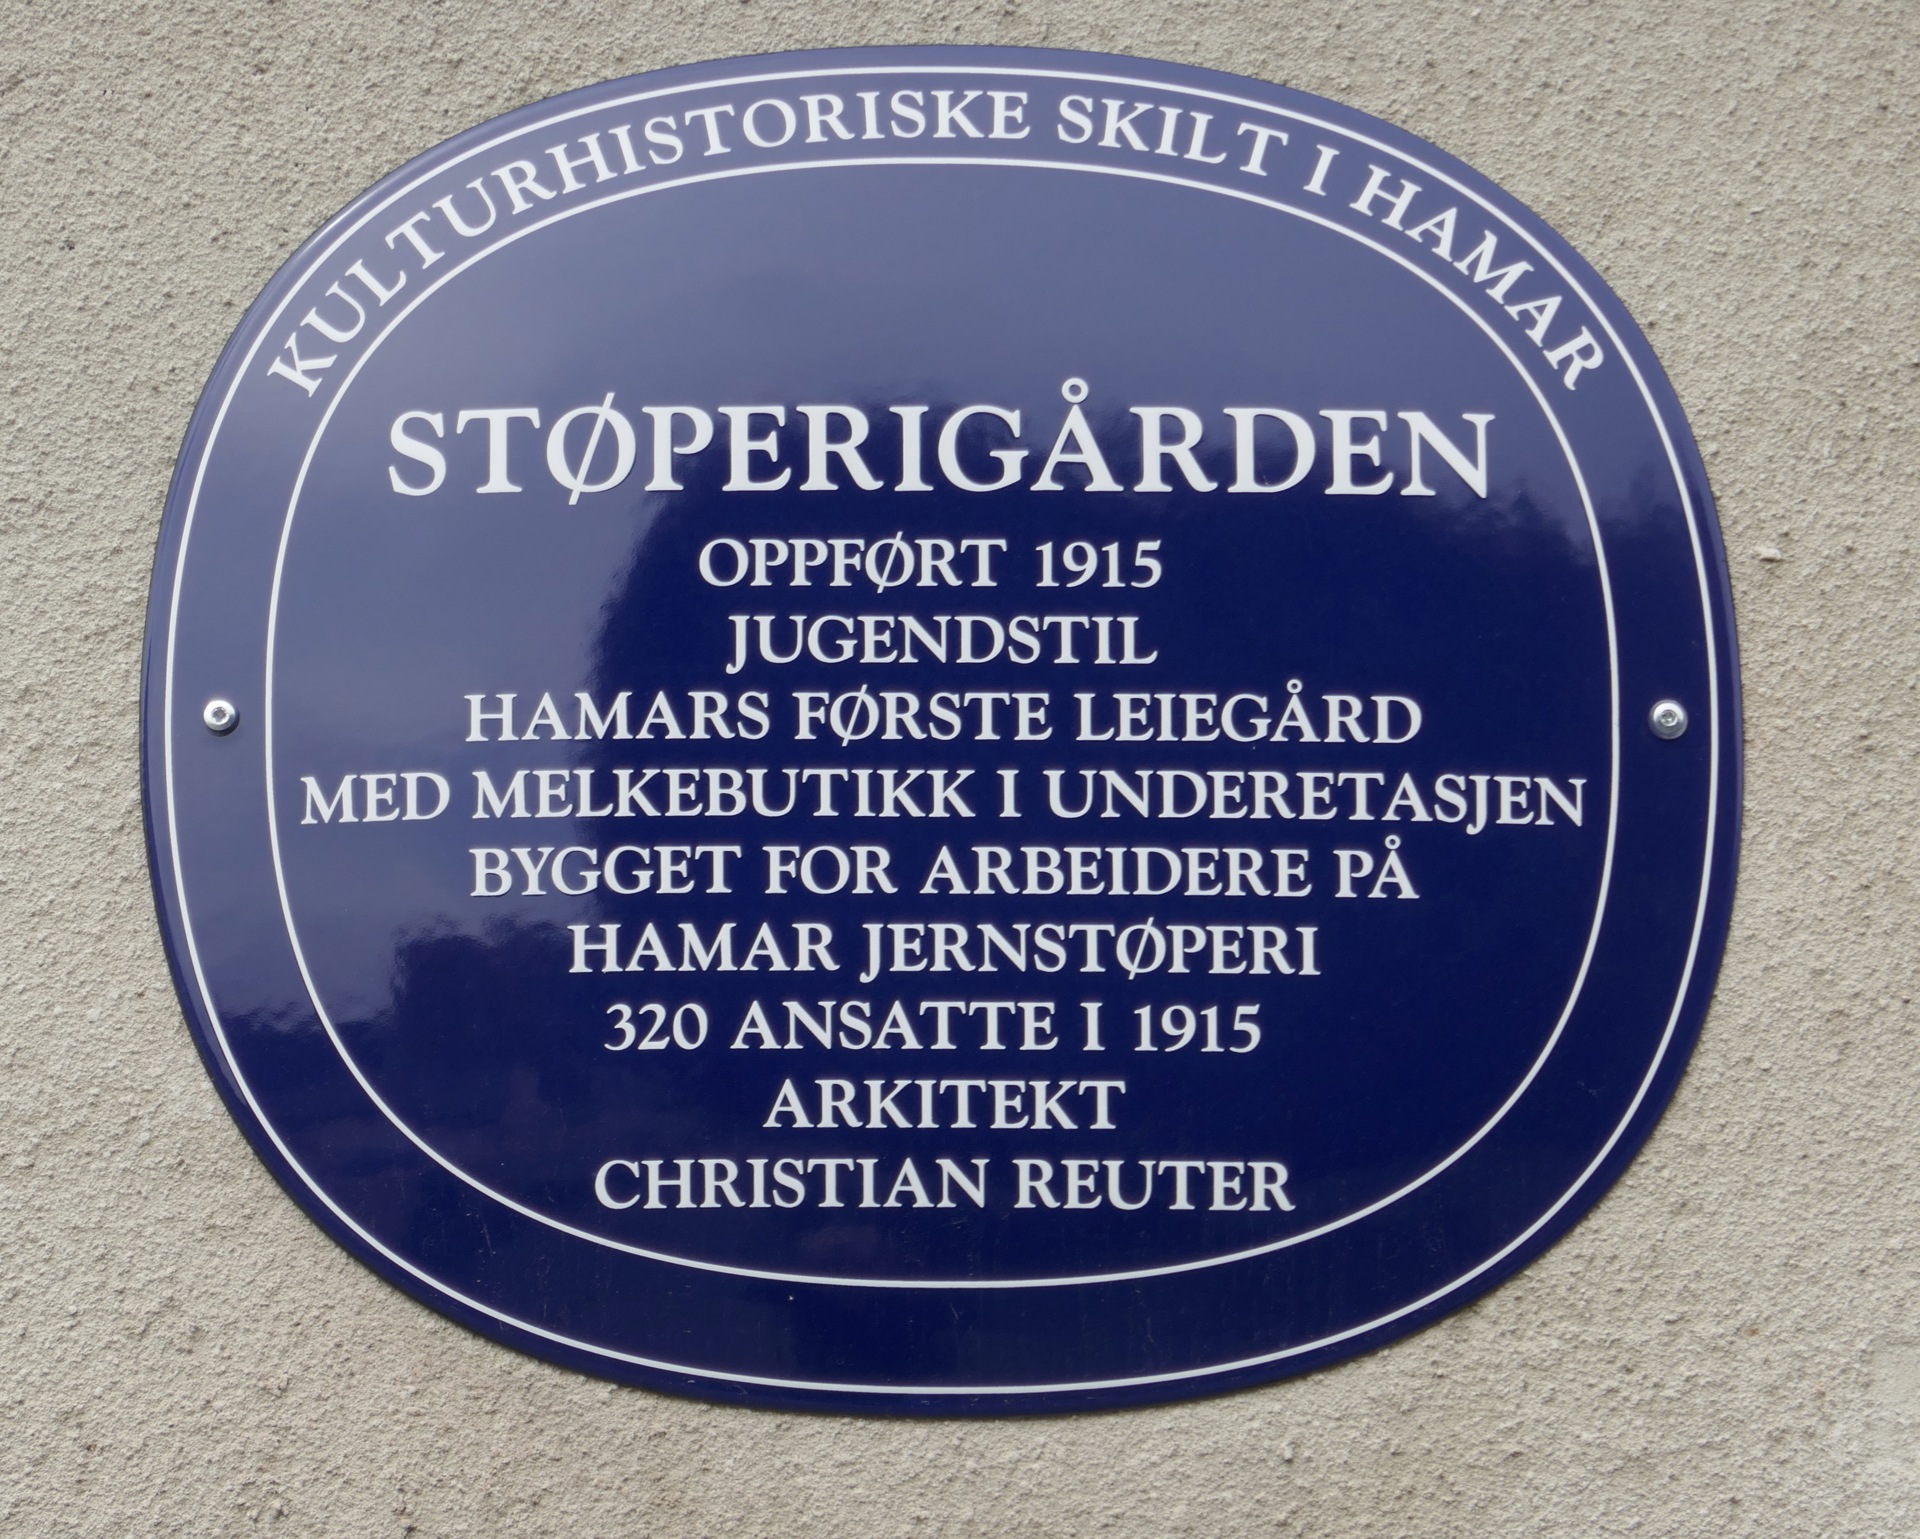 KULTURHISTORISKE SKILT I HAMAR
STØPERIGÅRDEN
OPPFØRT 1915
JUGENDSTIL
HAMARS FØRSTE LEIEGÅRD
MED MELKEBUTIKK I UNDERETASJEN
BYGGET FOR ARBEIDERE PÅ
HAMAR JERNSTØPERI
320 ANSATTE I 1915
ARKITEKT
CHRISTIAN REUTER